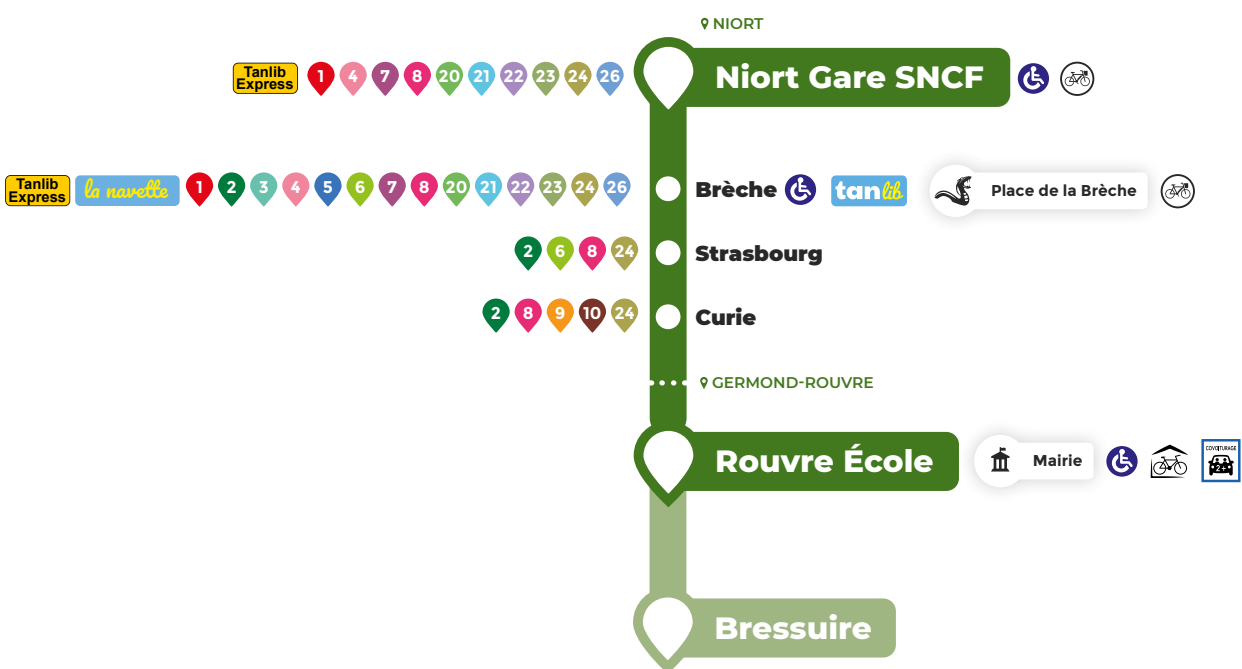 NIORT
Tanlib Express 1 4 7 8 20 21 22 23 24 26 Niort Gare SNCF
Tanlib Express la navette 1 2 3 4 5 6 7 8 20 21 22 23 24 26 Brèche tanlib Place de la Brèche
2 6 8 24 Strasbourg
2 8 9 10 24 Curie
GERMOND-ROUVRE
Rouvre École Mairie COVOITURAGE
Bressuire